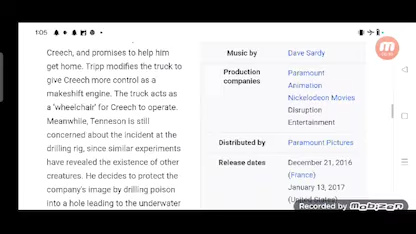 1:05
Creech, and promises to help him
get home. Tripp modifies the truck to
give Creech more control as a
makeshift engine. The truck acts as
a 'wheelchair' for Creech to operate.
Meanwhile, Tenneson is still
concerned about the incident at the
drilling rig, since similar experiments
have revealed the existence of other
creatures. He decides to protect the
company's image by drilling poison
into a hole leading to the underwater
Music by Dave Sardy
Production companies Paramount
Animation
Nickelodeon Movies
Disruption
Entertainment
Distributed by Paramount Pictures
Release dates December 21, 2016
(France)
January 13, 2017
(United States)
Recorded by Mobizen